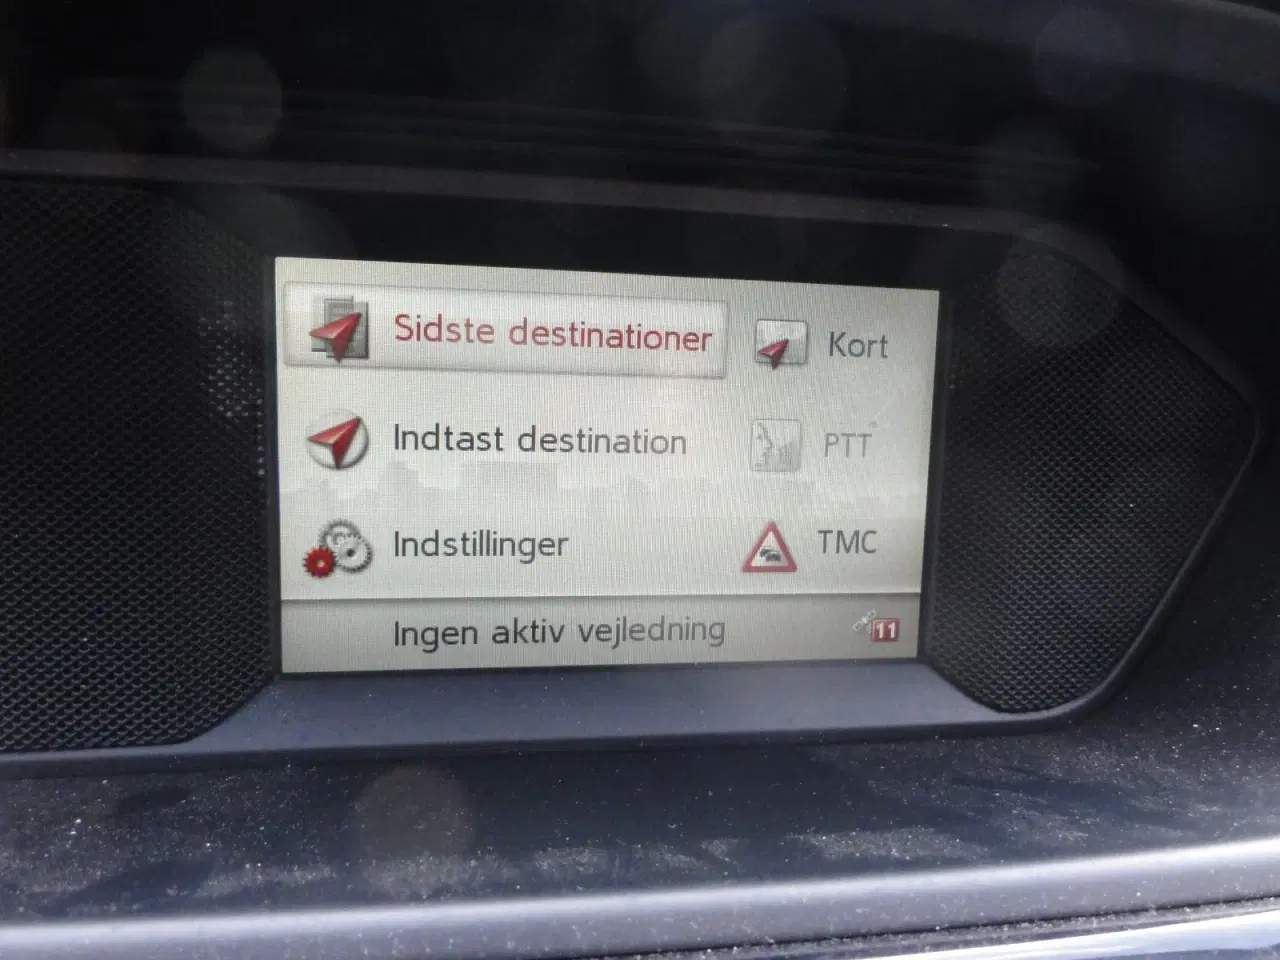 Sidste destinationer
Kort
Indtast destination
PTT
Indstillinger
TMC
Ingen aktiv vejledning
11